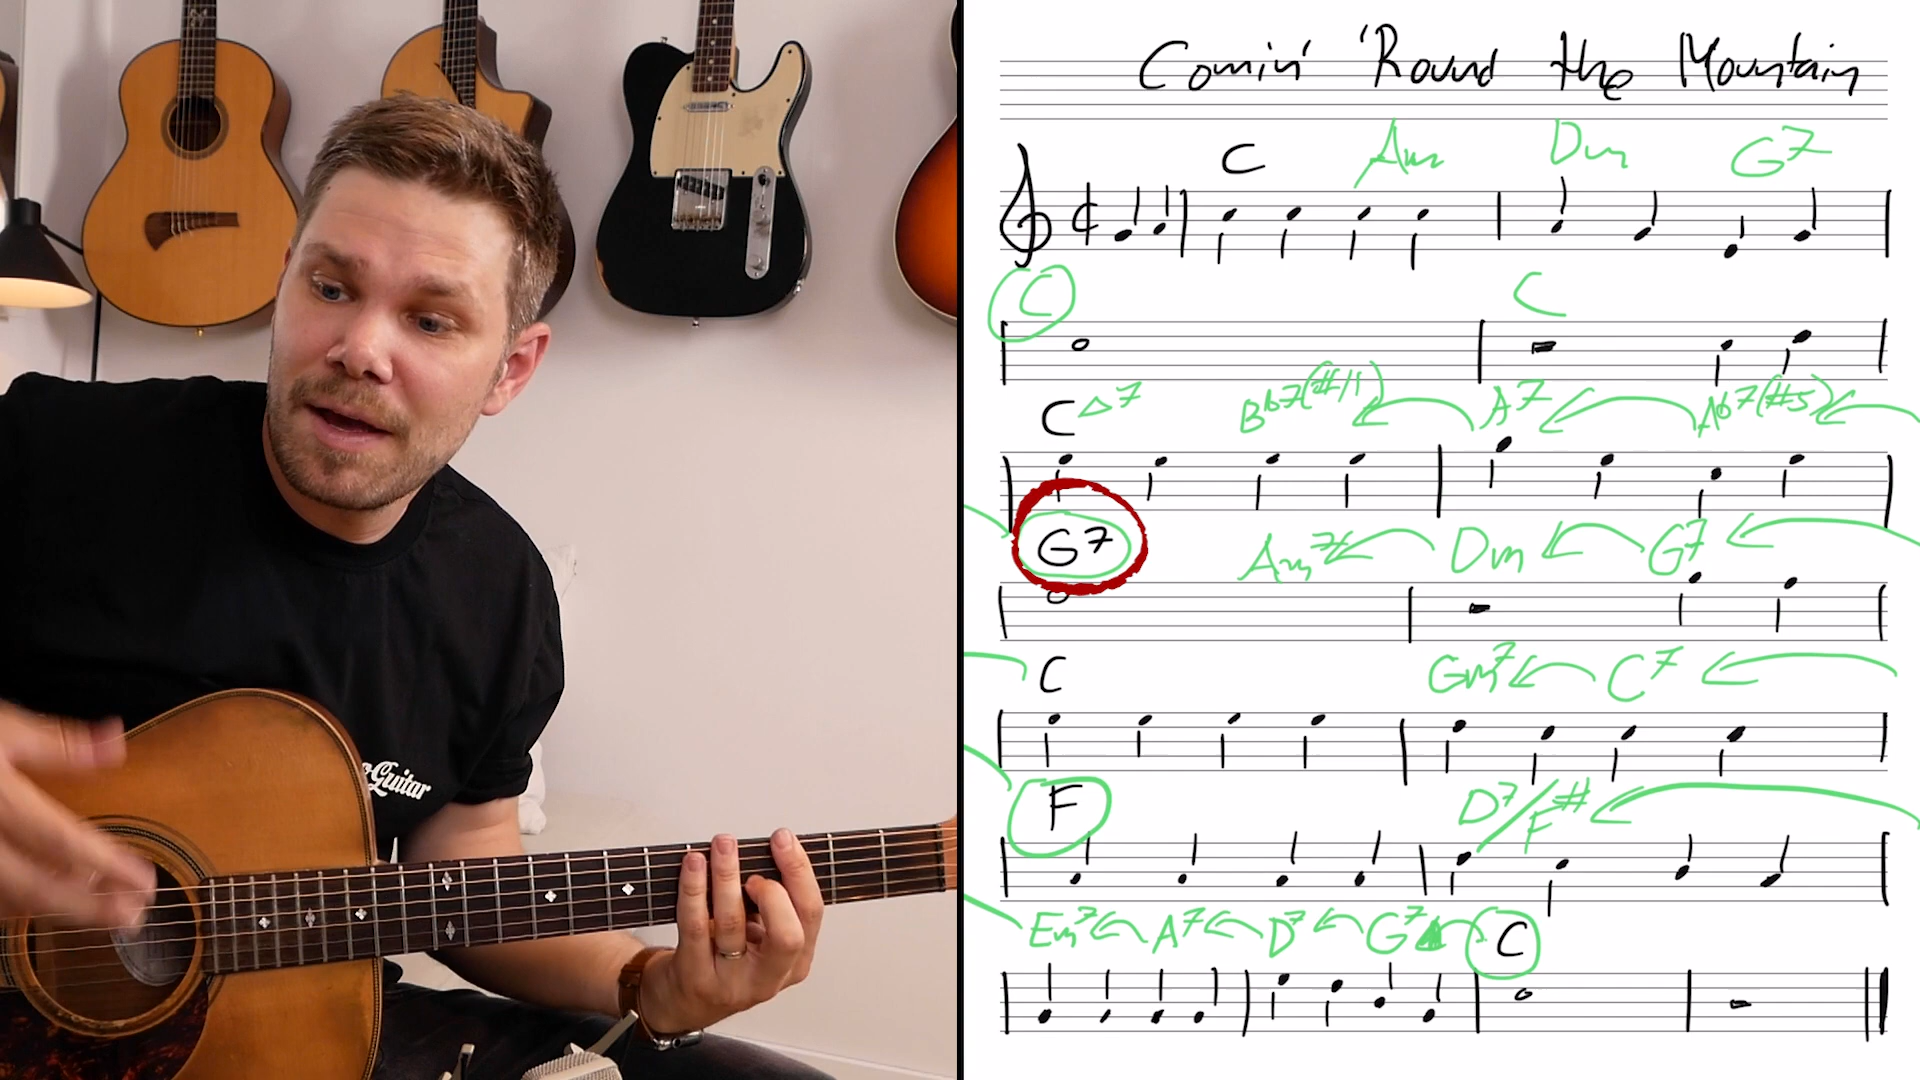 Comin' 'Round the Mountain
C Am Dm G7
C C
C△7 Bb7(#11) A7 Ab7(#5)
G7 Am7 Dm G7
C Gm7 C7
F D7/F#
Em7 A7 D7 G7 C
Guitar